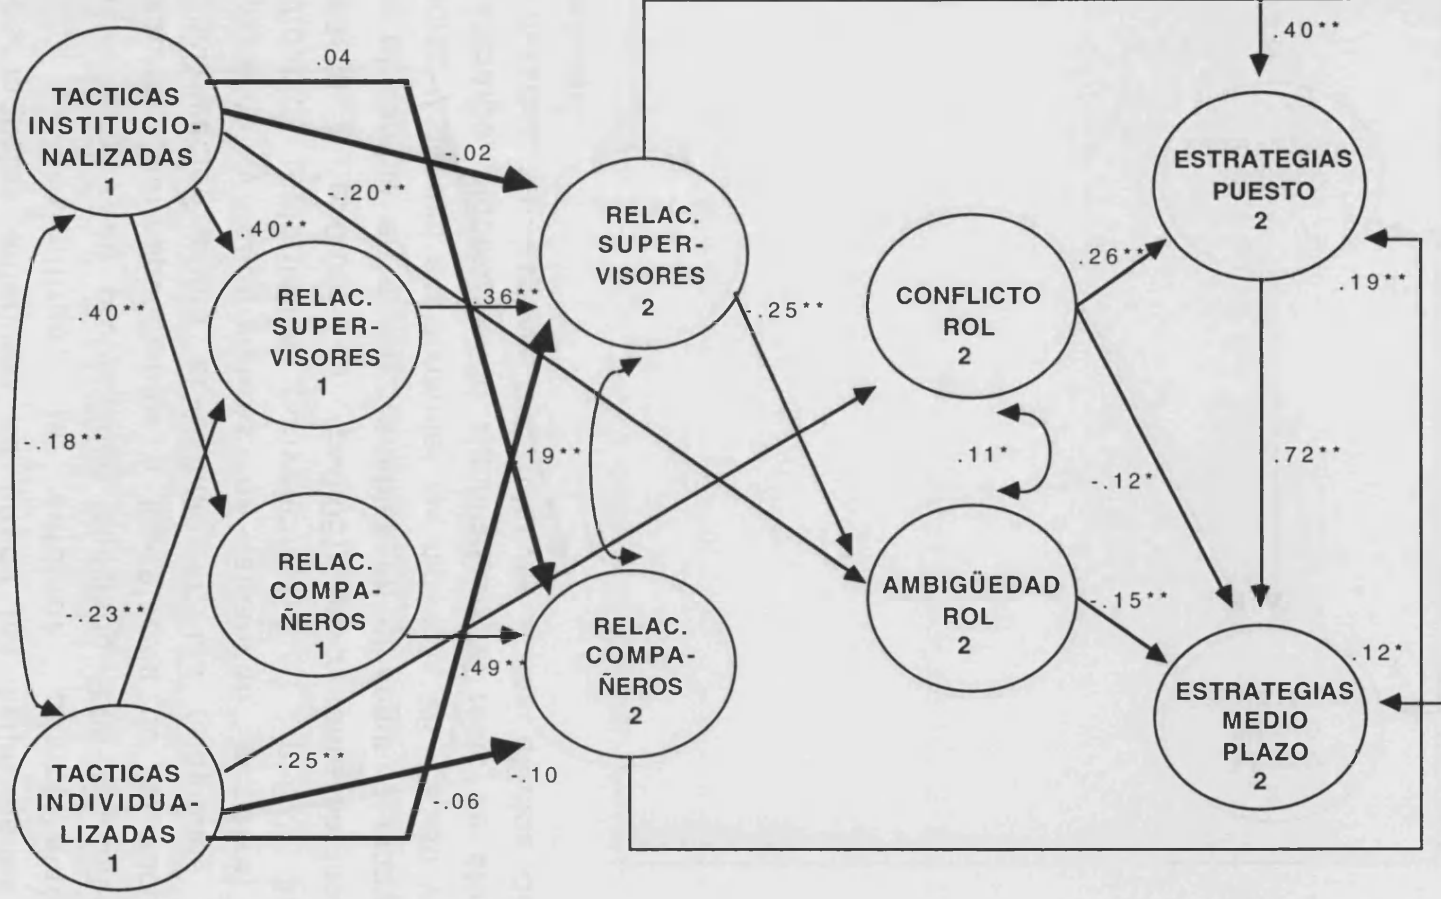 .04
.40**
TACTICAS
INSTITUCIO-
NALIZADAS
1
-.02
-.20**
.40**
ESTRATEGIAS
PUESTO
2
RELAC.
SUPER-
VISORES
2
.26**
.19**
RELAC.
SUPER-
VISORES
1
.36**
-.25**
CONFLICTO
ROL
2
.40**
-.18**
.19**
.11*
-.12*
.72**
RELAC.
COMPA-
ÑEROS
1
AMBIGÜEDAD
ROL
2
-.23**
-.15**
RELAC.
COMPA-
ÑEROS
2
.49**
.12*
ESTRATEGIAS
MEDIO
PLAZO
2
.25**
-.10
-.06
TACTICAS
INDIVIDUA-
LIZADAS
1